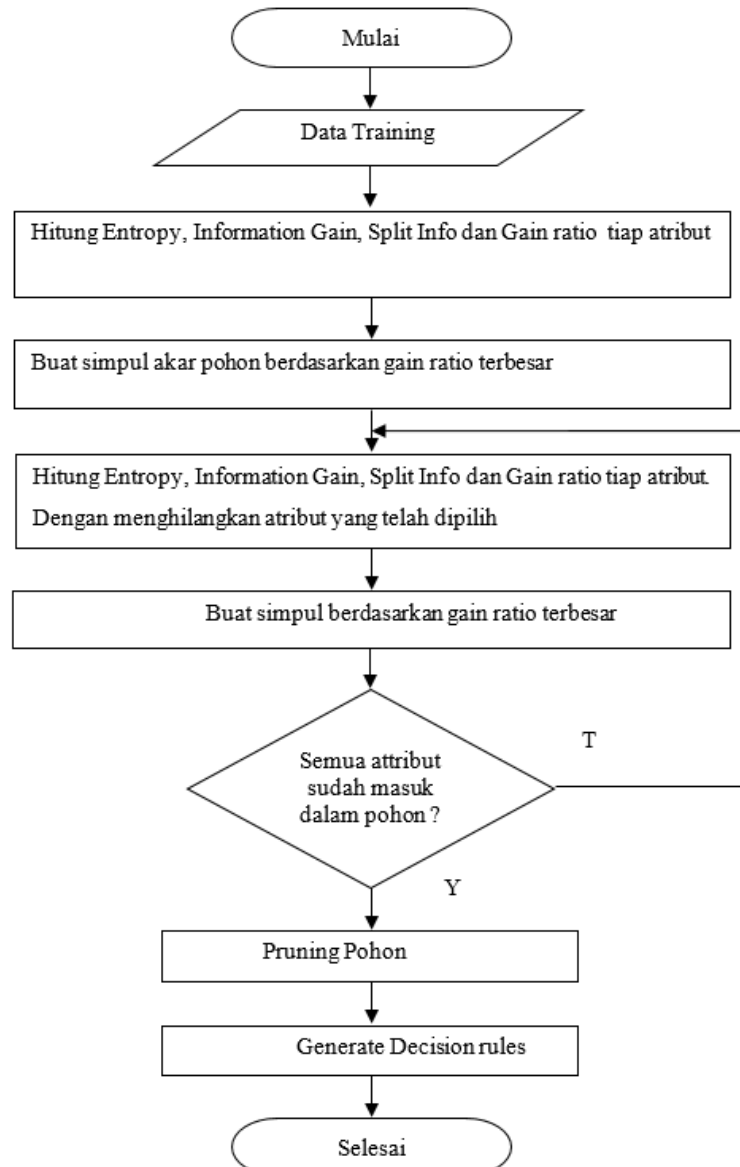 Mulai
Data Training
Hitung Entropy, Information Gain, Split Info dan Gain ratio tiap atribut
Buat simpul akar pohon berdasarkan gain ratio terbesar
Hitung Entropy, Information Gain, Split Info dan Gain ratio tiap atribut.
Dengan menghilangkan atribut yang telah dipilih
Buat simpul berdasarkan gain ratio terbesar
Semua attribut
sudah masuk
dalam pohon ?
T
Y
Pruning Pohon
Generate Decision rules
Selesai